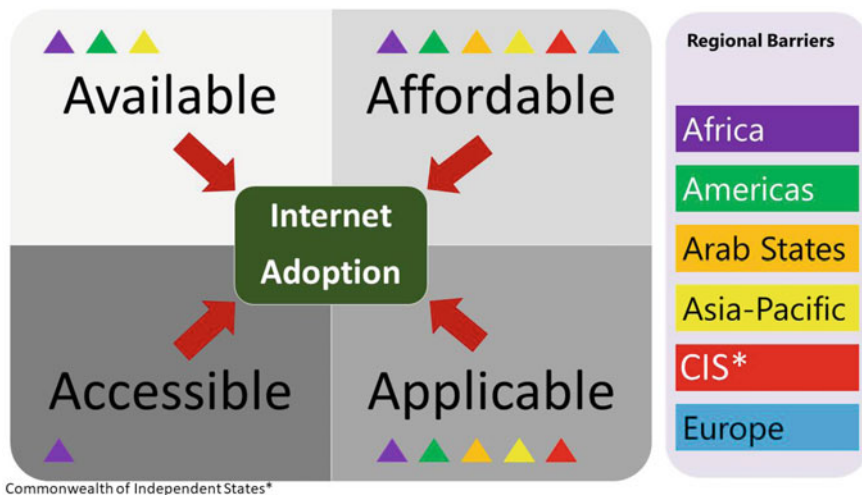 Available
Affordable
Internet
Adoption
Accessible
Applicable
Commonwealth of Independent States*
Regional Barriers
Africa
Americas
Arab States
Asia-Pacific
CIS*
Europe